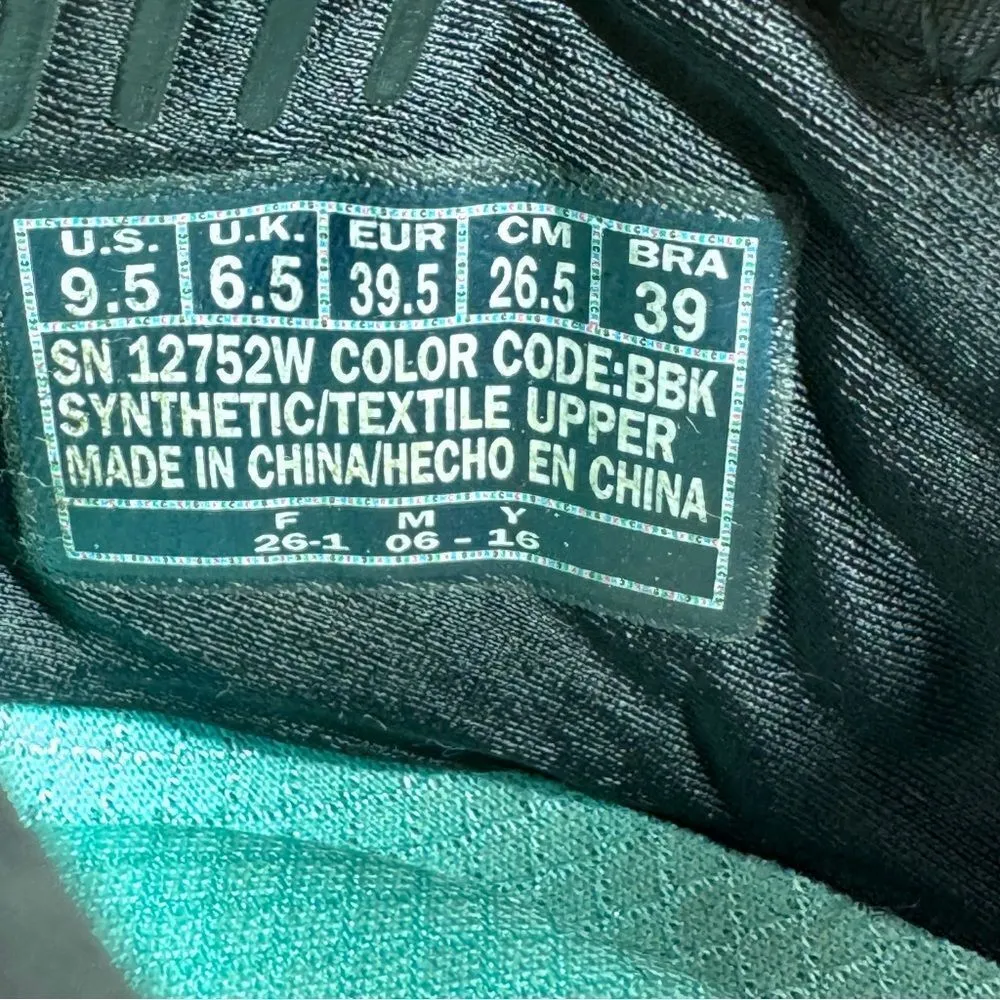 U.S. U.K. EUR CM BRA
9.5 6.5 39.5 26.5 39
SN 12752W COLOR CODE:BBK
SYNTHETIC/TEXTILE UPPER
MADE IN CHINA/HECHO EN CHINA
F M Y
26-1 06 - 16